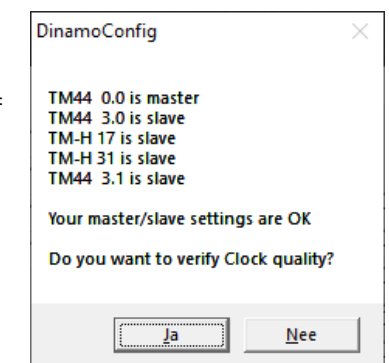 DinamoConfig
TM44 0.0 is master
TM44 3.0 is slave
TM-H 17 is slave
TM-H 31 is slave
TM44 3.1 is slave
Your master/slave settings are OK
Do you want to verify Clock quality?
Ja
Nee